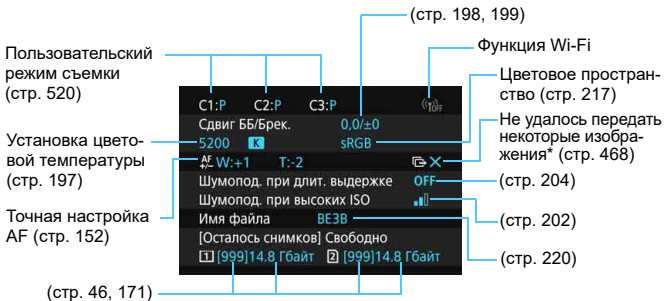 (стр. 198, 199)
Пользовательский
режим съемки
(стр. 520)
Функция Wi-Fi
Цветовое простран-
ство (стр. 217)
Не удалось передать
некоторые изобра-
жения* (стр. 468)
Установка цвето-
вой температуры
(стр. 197)
Точная настройка
AF (стр. 152)
C1:P C2:P C3:P OFF
Сдвиг ББ/Брек. 0,0/±0
5200 K sRGB
AF +/- W:+1 T:-2
Шумопод. при длит. выдержке OFF
Шумопод. при высоких ISO
Имя файла BE3B
[Осталось снимков] Свободно
1 [999]14.8 Гбайт 2 [999]14.8 Гбайт
(стр. 204)
(стр. 202)
(стр. 220)
(стр. 46, 171)